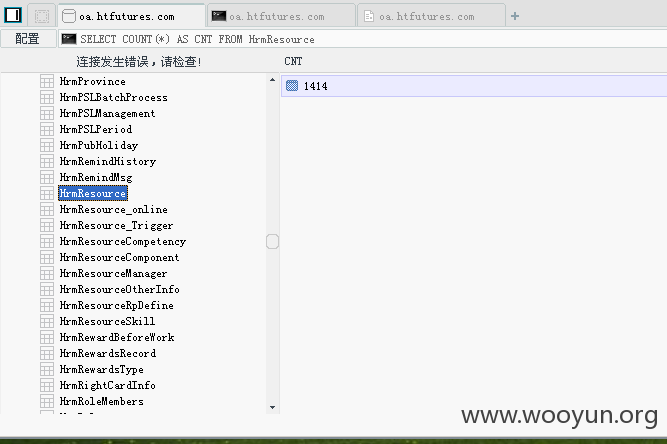 oa.htfutures.com
oa.htfutures.com
oa.htfutures.com
配置
SELECT COUNT(*) AS CNT FROM HrmResource
连接发生错误，请检查!
CNT
1414
HrmProvince
HrmPSLBatchProcess
HrmPSLManagement
HrmPSLPeriod
HrmPubHoliday
HrmRemindHistory
HrmRemindMsg
HrmResource
HrmResource_online
HrmResource_Trigger
HrmResourceCompetency
HrmResourceComponent
HrmResourceManager
HrmResourceOtherInfo
HrmResourceRpDefine
HrmResourceSkill
HrmRewardBeforeWork
HrmRewardsRecord
HrmRewardsType
HrmRightCardInfo
HrmRoleMembers
www.wooyun.org